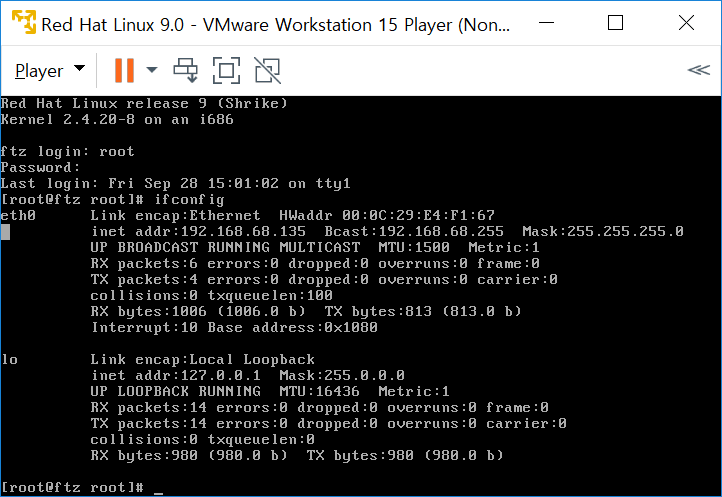 Red Hat Linux 9.0 - VMware Workstation 15 Player (Non...
Player
Red Hat Linux release 9 (Shrike)
Kernel 2.4.20-8 on an i686
ftz login: root
Password:
Last login: Fri Sep 28 15:01:02 on tty1
[root@ftz root]# ifconfig
eth0      Link encap:Ethernet  HWaddr 00:0C:29:E4:F1:67
          inet addr:192.168.68.135  Bcast:192.168.68.255  Mask:255.255.255.0
          UP BROADCAST RUNNING MULTICAST  MTU:1500  Metric:1
          RX packets:6 errors:0 dropped:0 overruns:0 frame:0
          TX packets:4 errors:0 dropped:0 overruns:0 carrier:0
          collisions:0 txqueuelen:100
          RX bytes:1006 (1006.0 b)  TX bytes:813 (813.0 b)
          Interrupt:10 Base address:0x1080
lo        Link encap:Local Loopback
          inet addr:127.0.0.1  Mask:255.0.0.0
          UP LOOPBACK RUNNING  MTU:16436  Metric:1
          RX packets:14 errors:0 dropped:0 overruns:0 frame:0
          TX packets:14 errors:0 dropped:0 overruns:0 carrier:0
          collisions:0 txqueuelen:0
          RX bytes:980 (980.0 b)  TX bytes:980 (980.0 b)
[root@ftz root]# _